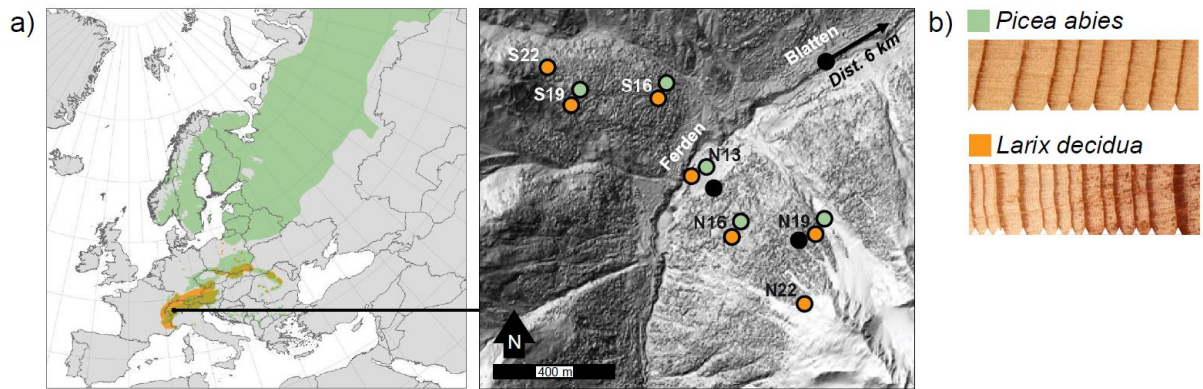 a)
b)
Picea abies
Larix decidua
S22
S19
S16
Blatten
Dist. 6 km
Ferden
N13
N16
N19
N22
N
400 m